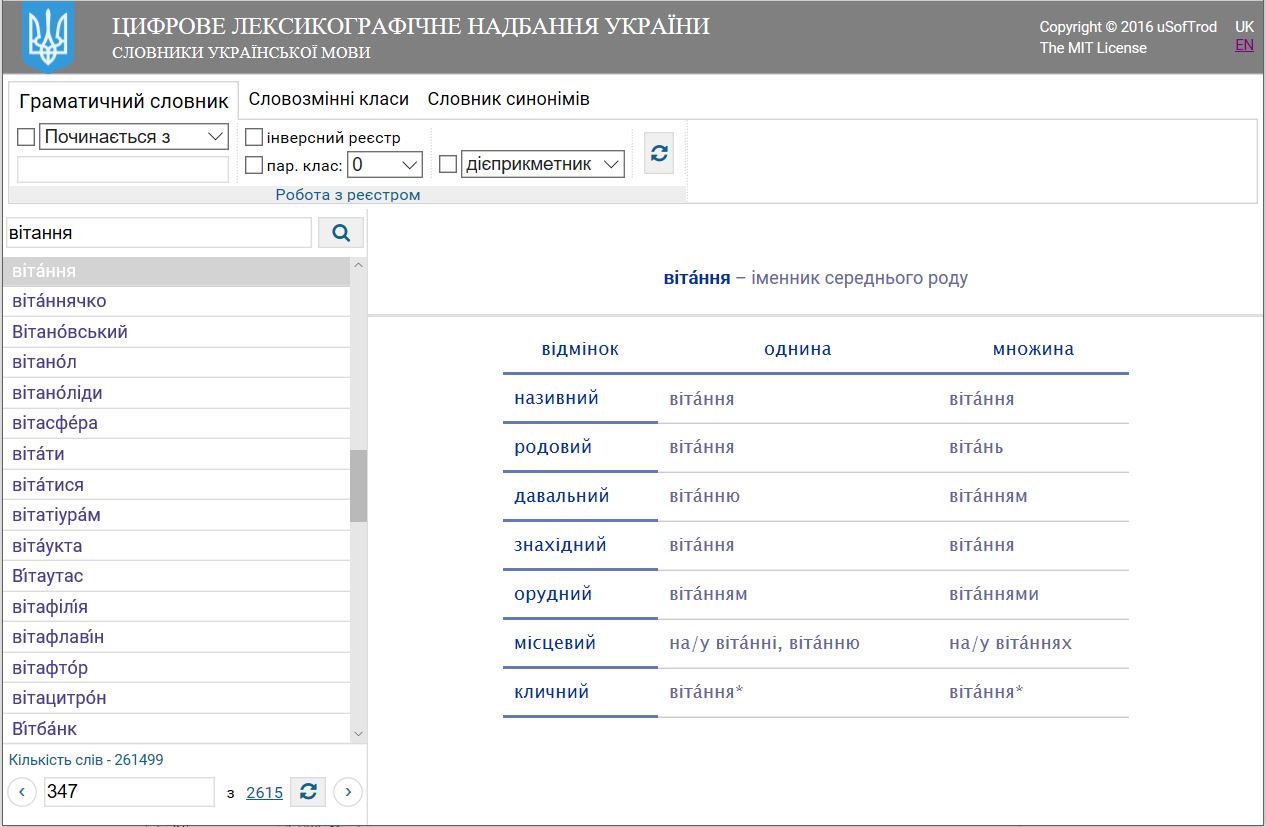 ЦИФРОВЕ ЛЕКСИКОГРАФІЧНЕ НАДБАННЯ УКРАЇНИ
СЛОВНИКИ УКРАЇНСЬКОЇ МОВИ
Copyright © 2016 uSofTrod UK
The MIT License EN
Граматичний словник Словозмінні класи Словник синонімів
Починається з
інверсний реєстр
пар. клас: 0
дієприкметник
Робота з реєстром
вітання
віта́ння
віта́ннячко
Вітано́вський
вітано́л
вітано́ліди
вітасфе́ра
віта́ти
віта́тися
вітатіура́м
віта́укта
Ві́таутас
вітафілі́я
вітафлаві́н
вітафто́р
вітацитро́н
Ві́тба́нк
Кількість слів - 261499
347 з 2615
віта́ння – іменник середнього роду
відмінок однина множина
називний віта́ння віта́ння
родовий віта́ння віта́нь
давальний віта́нню віта́нням
знахідний віта́ння віта́ння
орудний віта́нням віта́ннями
місцевий на/у віта́нні, віта́нню на/у віта́ннях
кличний віта́ння* віта́ння*